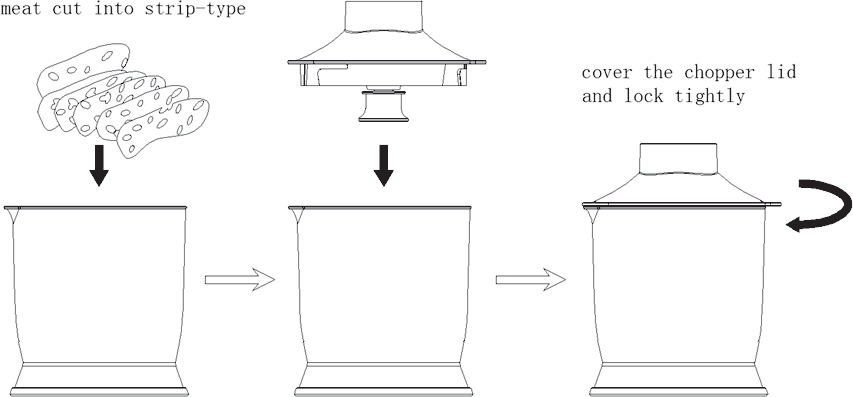 meat cut into strip-type
cover the chopper lid
and lock tightly